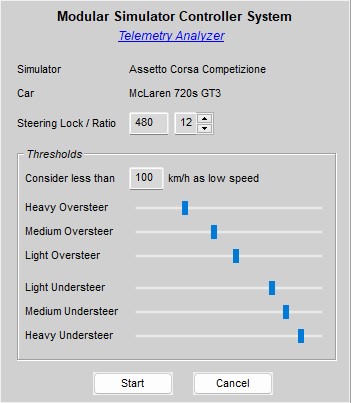 Modular Simulator Controller System
Telemetry Analyzer
Simulator Assetto Corsa Competizione
Car McLaren 720s GT3
Steering Lock / Ratio 480 12
Thresholds
Consider less than 100 km/h as low speed
Heavy Oversteer
Medium Oversteer
Light Oversteer
Light Understeer
Medium Understeer
Heavy Understeer
Start Cancel